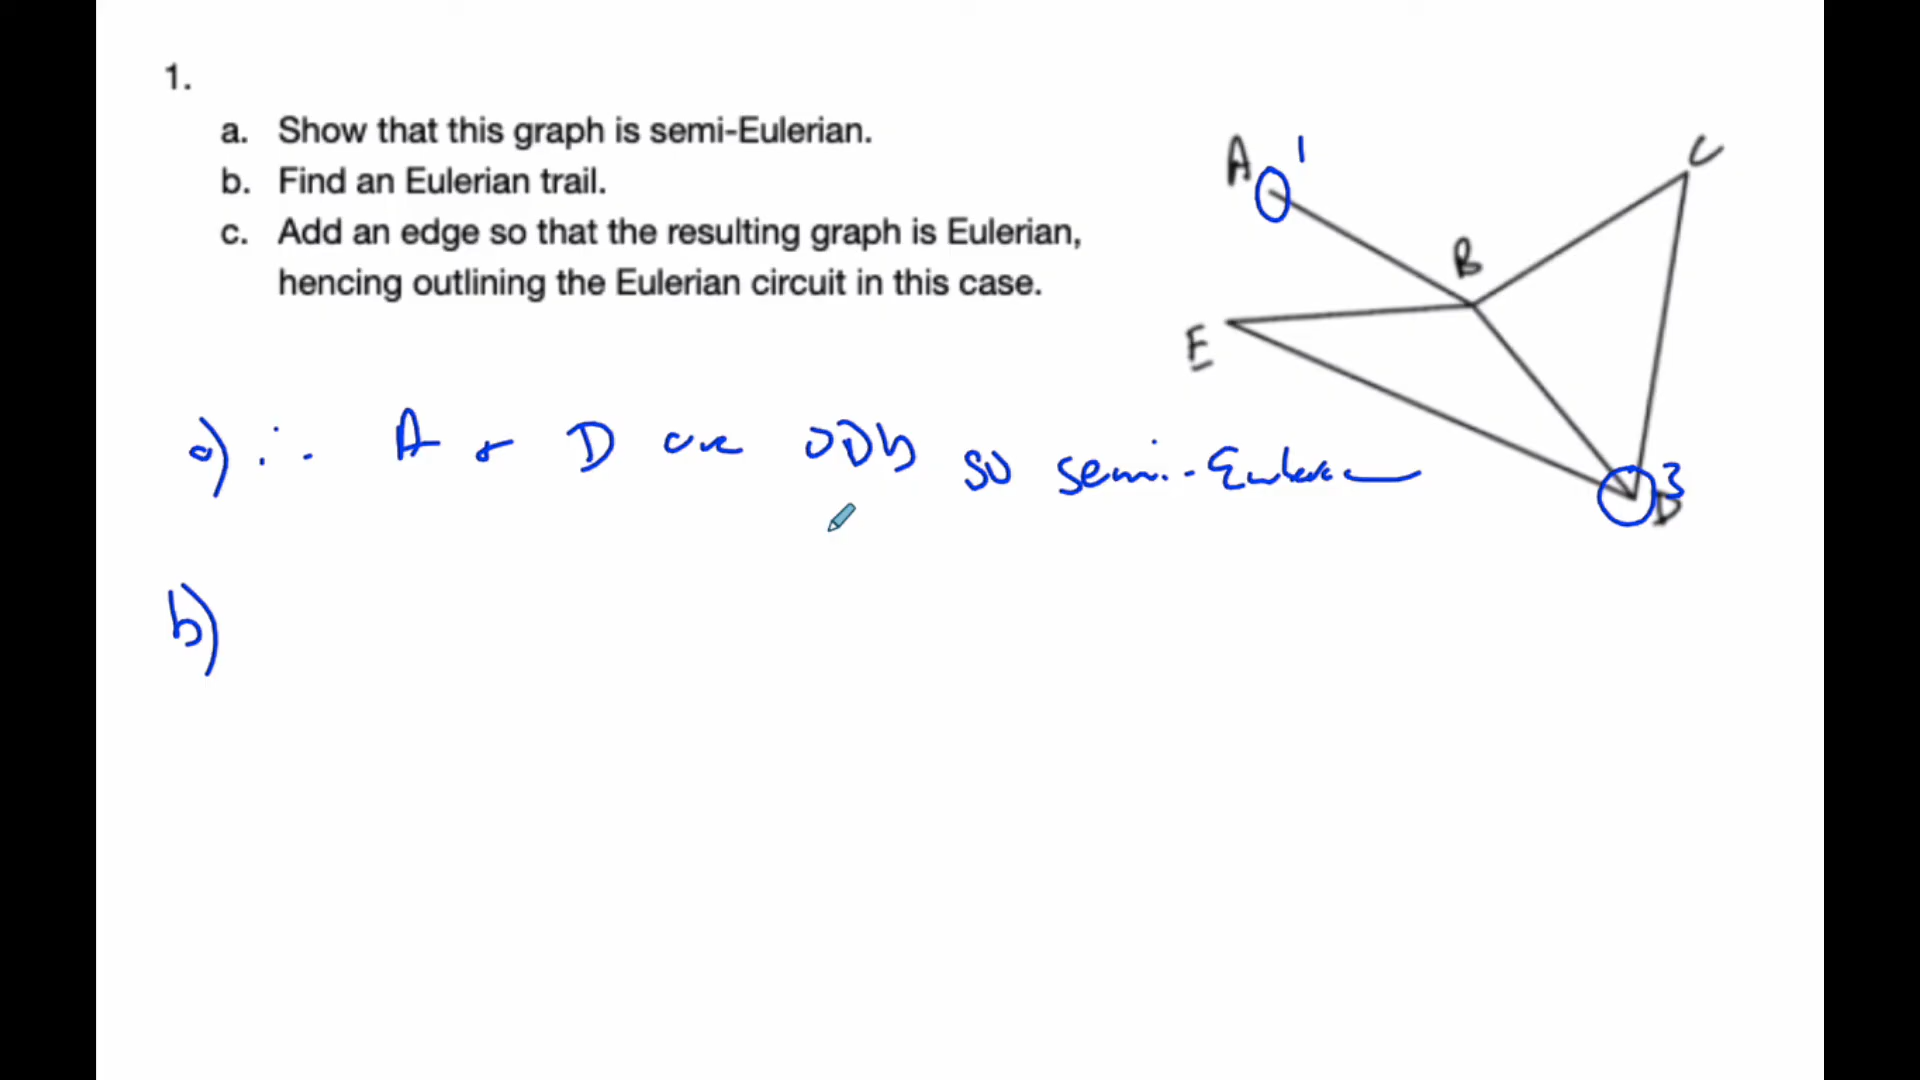 1.
a. Show that this graph is semi-Eulerian.
b. Find an Eulerian trail.
c. Add an edge so that the resulting graph is Eulerian,
hencing outlining the Eulerian circuit in this case.
A 1
C
B
E
3
D
a) ∴ A & D are ODD so semi-Eulerian
b)